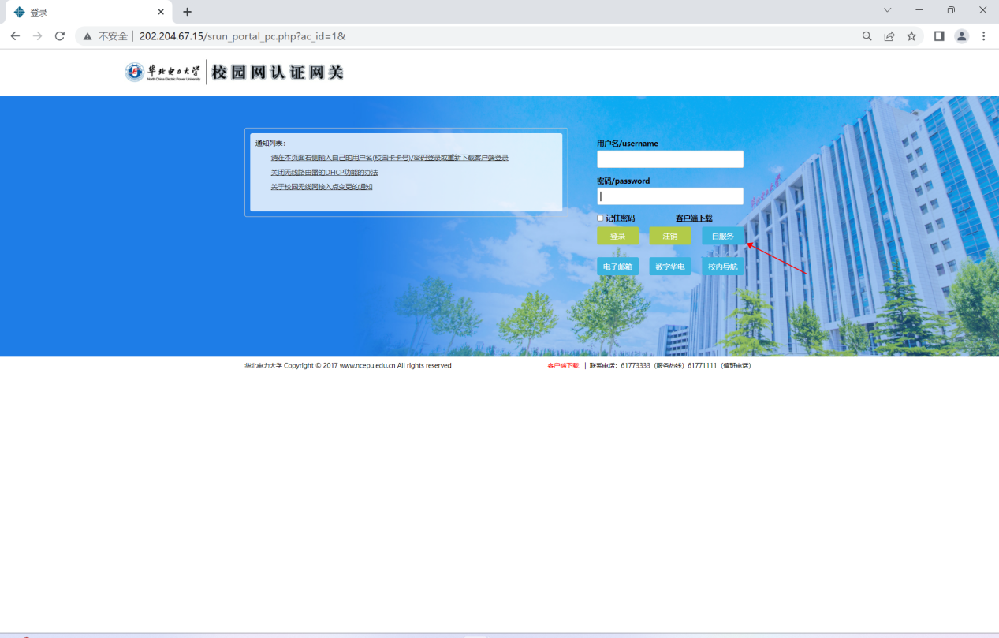 登录
不安全 202.204.67.15/srun_portal_pc.php?ac_id=1&
华北电力大学 校园网认证网关
North China Electric Power University
通知列表：
请在本页面右侧输入自己的用户名(校园卡卡号)/密码登录或重新下载客户端登录
关闭无线路由器的DHCP功能的办法
关于校园无线网接入点变更的通知
用户名/username
密码/password
记住密码 客户端下载
登录 注销 自服务
电子邮箱 数字华电 校内导航
华北电力大学 Copyright © 2017 www.ncepu.edu.cn All rights reserved
客户端下载 | 联系电话：61773333（服务热线）61771111（值班电话）